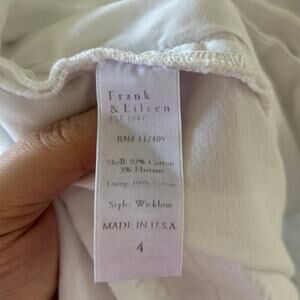 Frank
& Eileen
EST 1947
RN# 117409
Shell: 97% Cotton
3% Elastane
Lining: 100% Cotton
Style: Wicklow
MADE IN U.S.A.
4